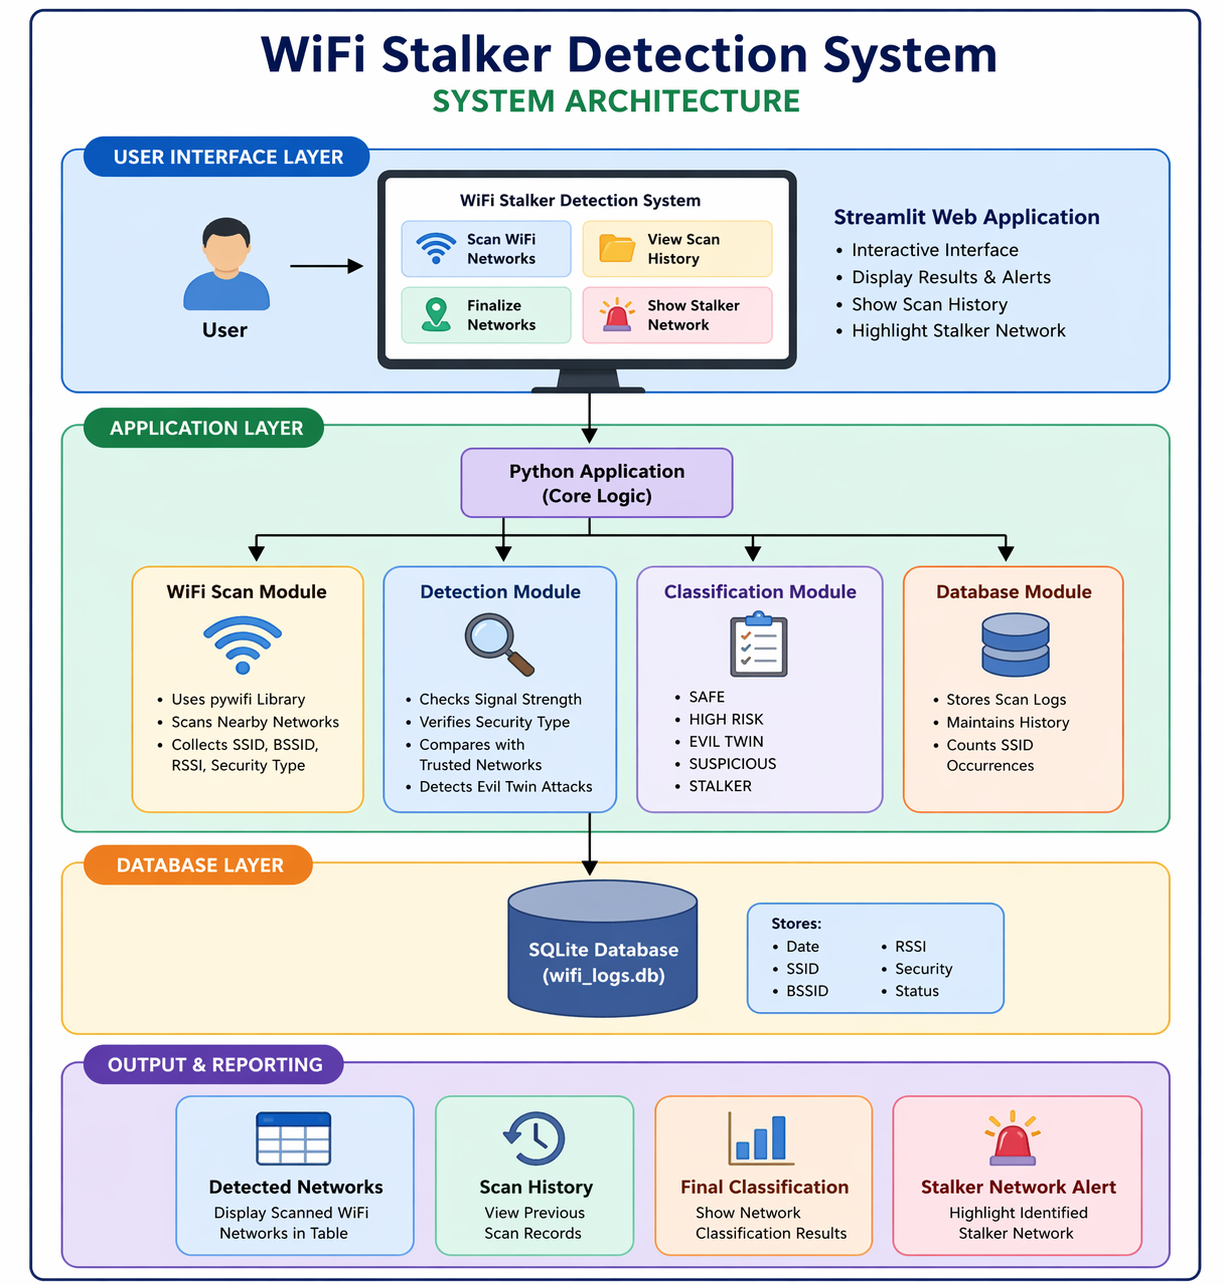 WiFi Stalker Detection System
SYSTEM ARCHITECTURE
USER INTERFACE LAYER
User
WiFi Stalker Detection System
Scan WiFi
Networks
View Scan
History
Finalize
Networks
Show Stalker
Network
Streamlit Web Application
• Interactive Interface
• Display Results & Alerts
• Show Scan History
• Highlight Stalker Network
APPLICATION LAYER
Python Application
(Core Logic)
WiFi Scan Module
• Uses pywifi Library
• Scans Nearby Networks
• Collects SSID, BSSID,
RSSI, Security Type
Detection Module
• Checks Signal Strength
• Verifies Security Type
• Compares with
Trusted Networks
• Detects Evil Twin Attacks
Classification Module
• SAFE
• HIGH RISK
• EVIL TWIN
• SUSPICIOUS
• STALKER
Database Module
• Stores Scan Logs
• Maintains History
• Counts SSID
Occurrences
DATABASE LAYER
SQLite Database
(wifi_logs.db)
Stores:
• Date
• SSID
• BSSID
• RSSI
• Security
• Status
OUTPUT & REPORTING
Detected Networks
Display Scanned WiFi
Networks in Table
Scan History
View Previous
Scan Records
Final Classification
Show Network
Classification Results
Stalker Network Alert
Highlight Identified
Stalker Network